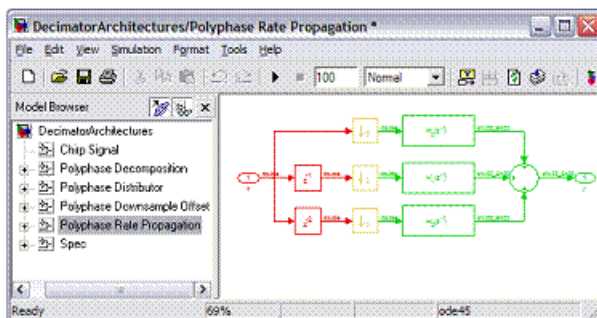 DecimatorArchitectures/Polyphase Rate Propagation *
File Edit View Simulation Format Tools Help
100 Normal
Model Browser
DecimatorArchitectures
Chirp Signal
Polyphase Decomposition
Polyphase Distributor
Polyphase Downsample Offset
Polyphase Rate Propagation
Spec
Ready 69% ode45